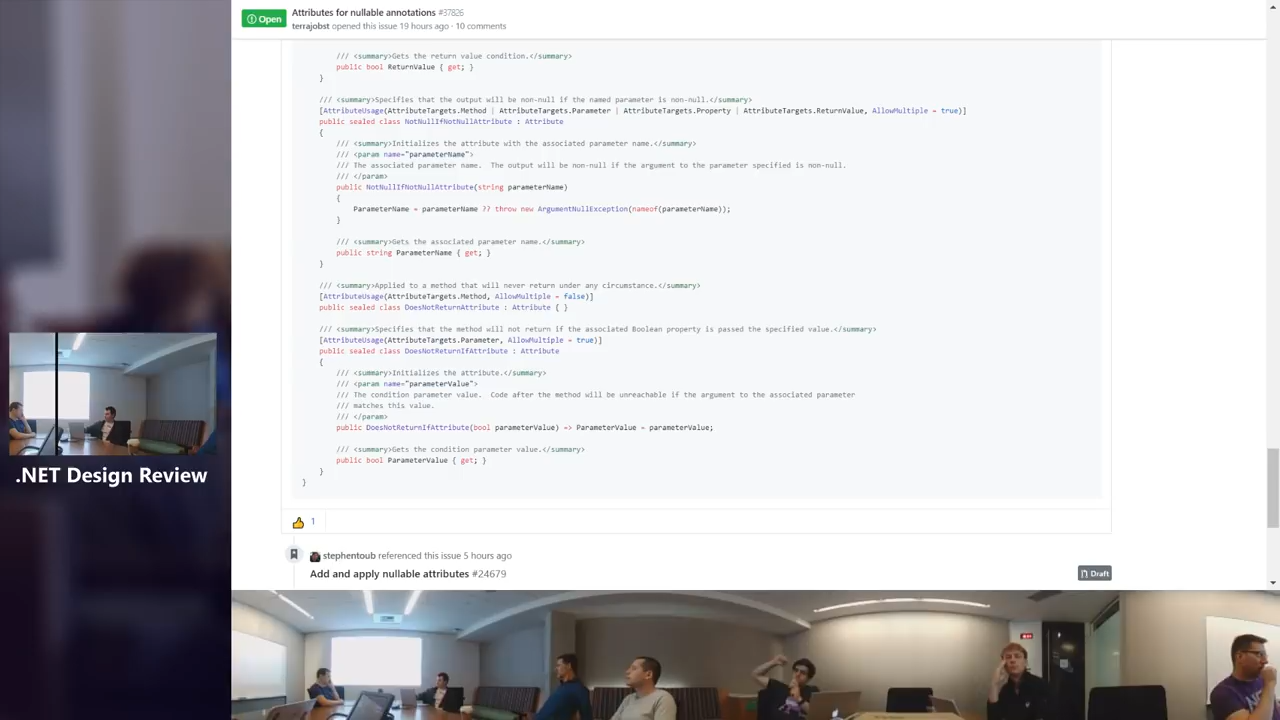 Open
Attributes for nullable annotations #37826
terrajobst opened this issue 19 hours ago · 10 comments
/// <summary>Gets the return value condition.</summary>
public bool ReturnValue { get; }
}
/// <summary>Specifies that the output will be non-null if the named parameter is non-null.</summary>
[AttributeUsage(AttributeTargets.Method | AttributeTargets.Parameter | AttributeTargets.Property | AttributeTargets.ReturnValue, AllowMultiple = true)]
public sealed class NotNullIfNotNullAttribute : Attribute
{
/// <summary>Initializes the attribute with the associated parameter name.</summary>
/// <param name="parameterName">
/// The associated parameter name.  The output will be non-null if the argument to the parameter specified is non-null.
/// </param>
public NotNullIfNotNullAttribute(string parameterName)
{
ParameterName = parameterName ?? throw new ArgumentNullException(nameof(parameterName));
}
/// <summary>Gets the associated parameter name.</summary>
public string ParameterName { get; }
}
/// <summary>Applied to a method that will never return under any circumstance.</summary>
[AttributeUsage(AttributeTargets.Method, AllowMultiple = false)]
public sealed class DoesNotReturnAttribute : Attribute { }
/// <summary>Specifies that the method will not return if the associated Boolean property is passed the specified value.</summary>
[AttributeUsage(AttributeTargets.Parameter, AllowMultiple = true)]
public sealed class DoesNotReturnIfAttribute : Attribute
{
/// <summary>Initializes the attribute.</summary>
/// <param name="parameterValue">
/// The condition parameter value.  Code after the method will be unreachable if the argument to the associated parameter
/// matches this value.
/// </param>
public DoesNotReturnIfAttribute(bool parameterValue) => ParameterValue = parameterValue;
/// <summary>Gets the condition parameter value.</summary>
public bool ParameterValue { get; }
}
}
1
stephentoub referenced this issue 5 hours ago
Add and apply nullable attributes #24679
Draft
.NET Design Review